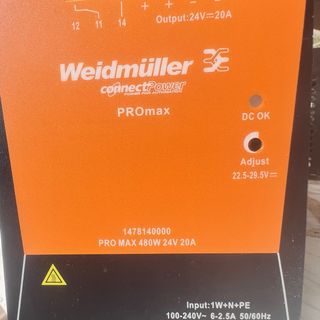 + + - - -
Output:24V⎓20A
12 11 14
Weidmüller
connectPower
PROmax
DC OK
Adjust
22.5-29.5V⎓
1478140000
PRO MAX 480W 24V 20A
Input:1W+N+PE
100-240V~ 6-2.5A 50/60Hz